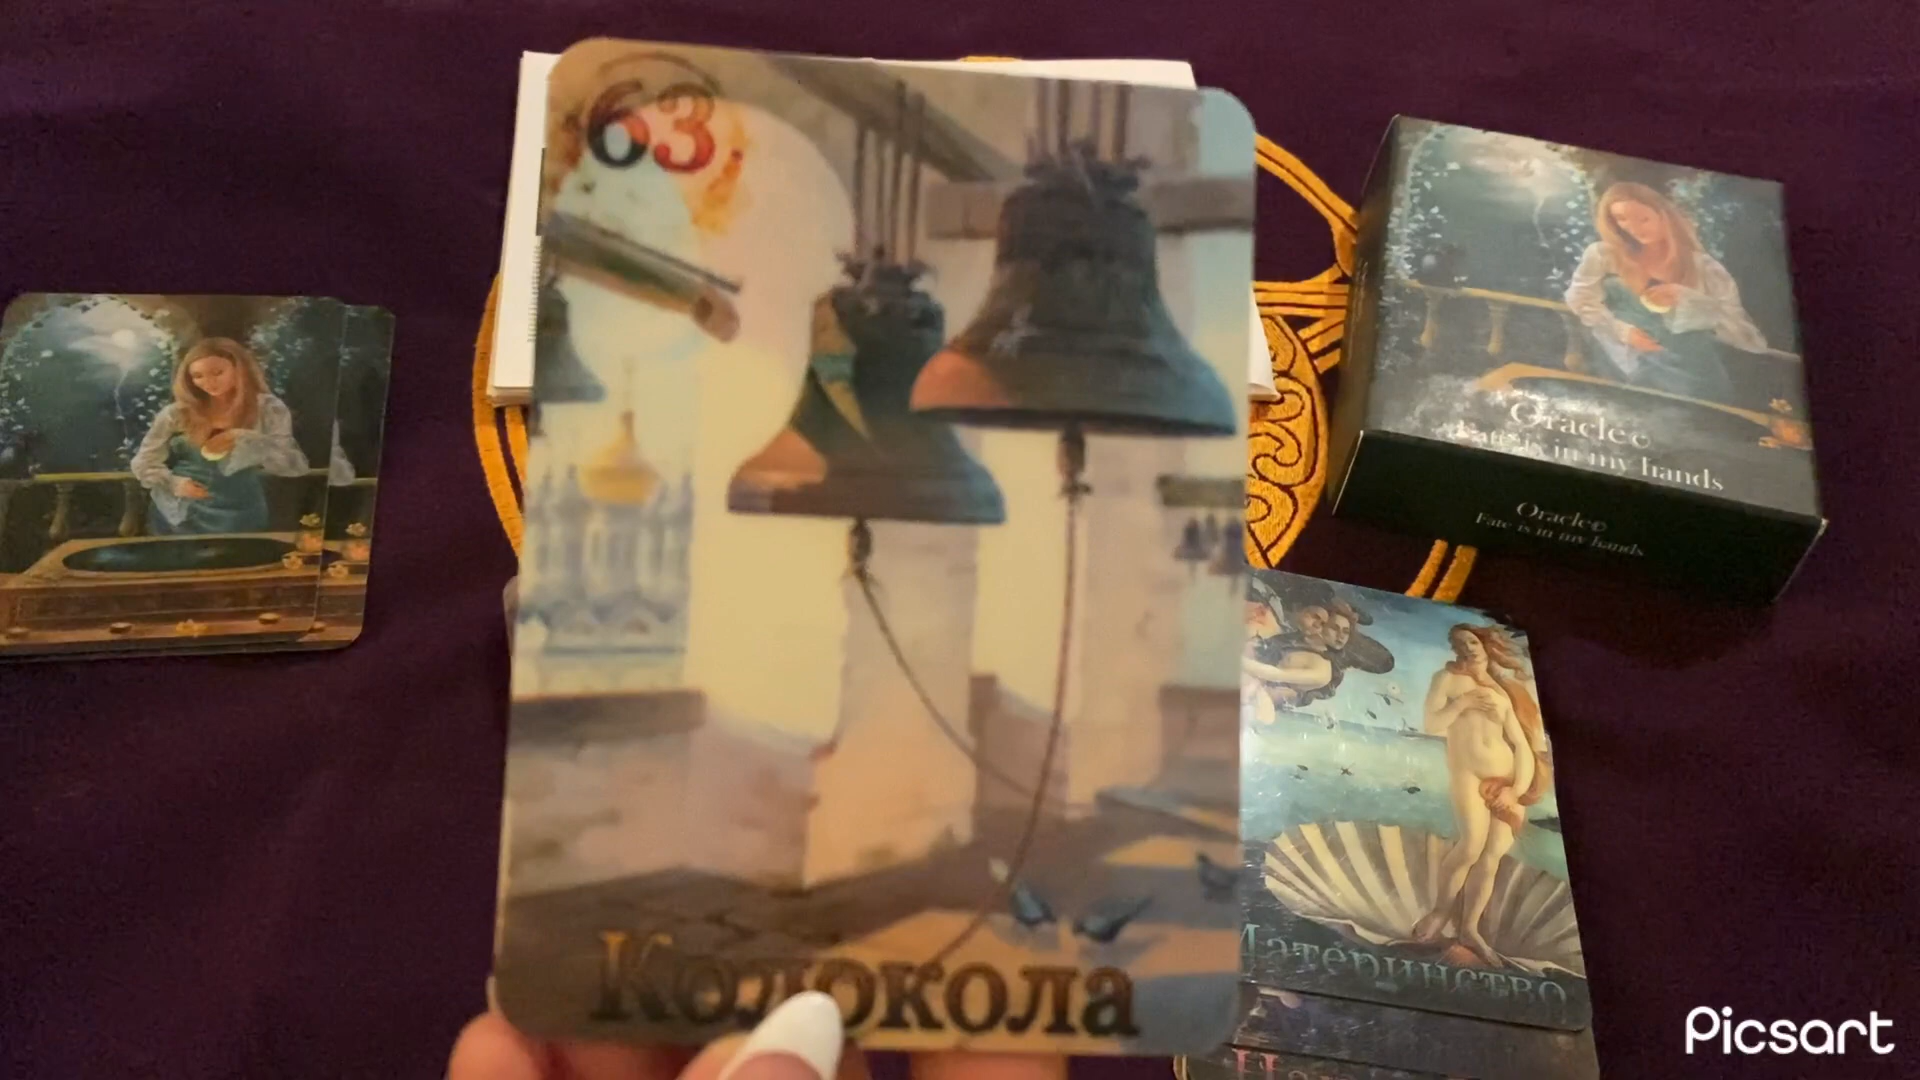 63
Колокола
Oracle
Fate is in my hands
Oracle
Fate is in my hands
Материнство
Picsart